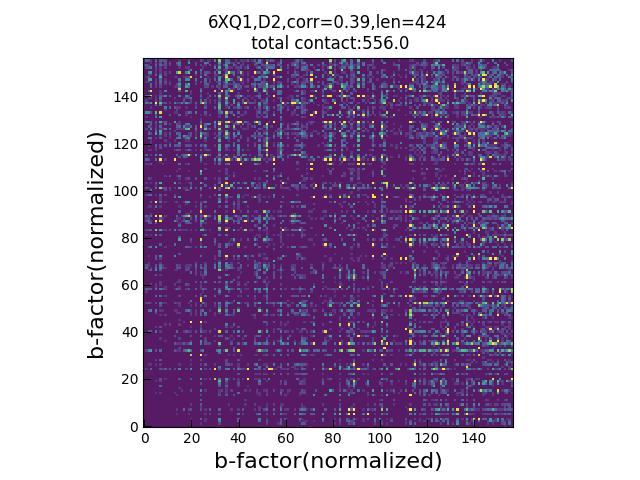 6XQ1,D2,corr=0.39,len=424
total contact:556.0
b-factor(normalized)
140
120
100
80
60
40
20
0
0 20 40 60 80 100 120 140
b-factor(normalized)